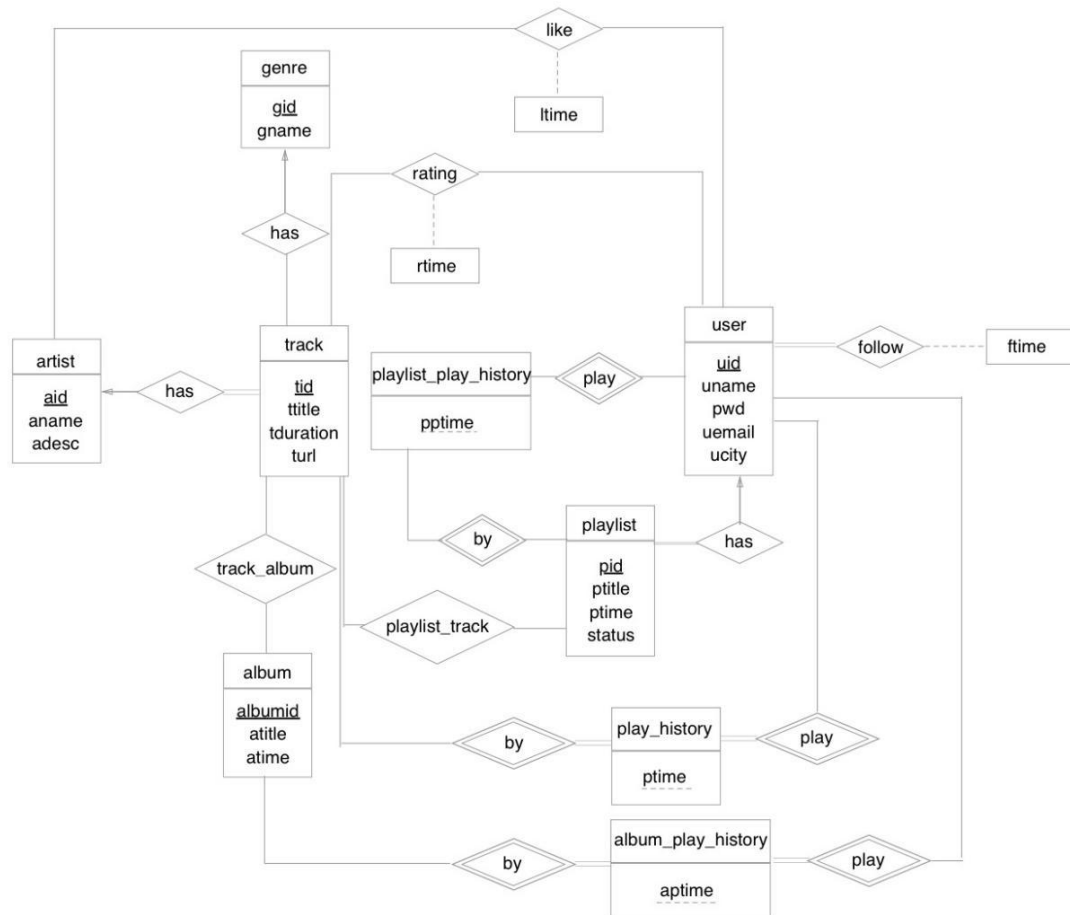 like
genre
gid
gname
ltime
rating
has
rtime
user
track
follow
ftime
artist
playlist_play_history
play
uid
tid
has
aid
uname
ttitle
aname
pptime
pwd
tduration
adesc
uemail
turl
ucity
playlist
by
has
pid
track_album
ptitle
ptime
playlist_track
status
album
albumid
atitle
play_history
by
play
atime
ptime
album_play_history
by
play
aptime